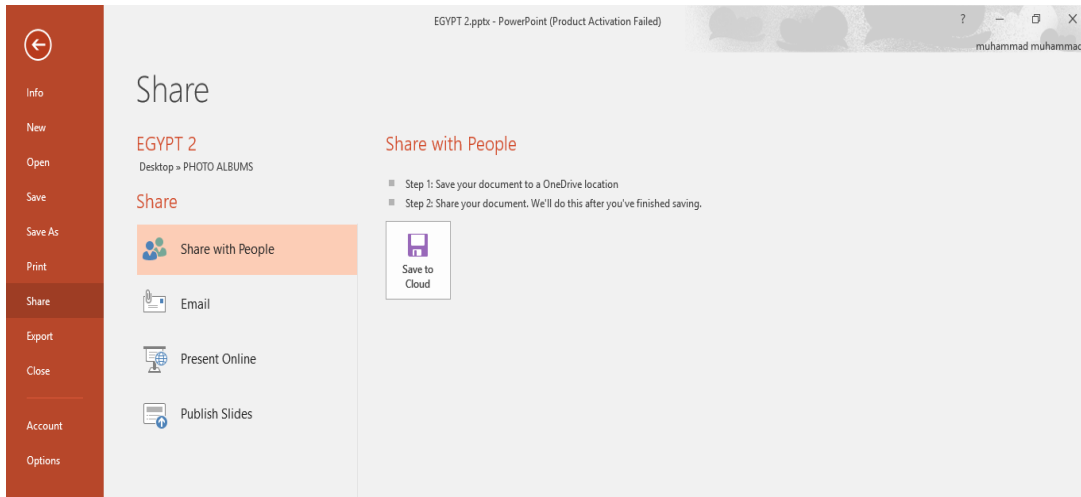 EGYPT 2.pptx - PowerPoint (Product Activation Failed)
?
muhammad muhammad
Info
New
Open
Save
Save As
Print
Share
Export
Close
Account
Options
Share
EGYPT 2
Desktop » PHOTO ALBUMS
Share
Share with People
Email
Present Online
Publish Slides
Share with People
Step 1: Save your document to a OneDrive location
Step 2: Share your document. We'll do this after you've finished saving.
Save to
Cloud